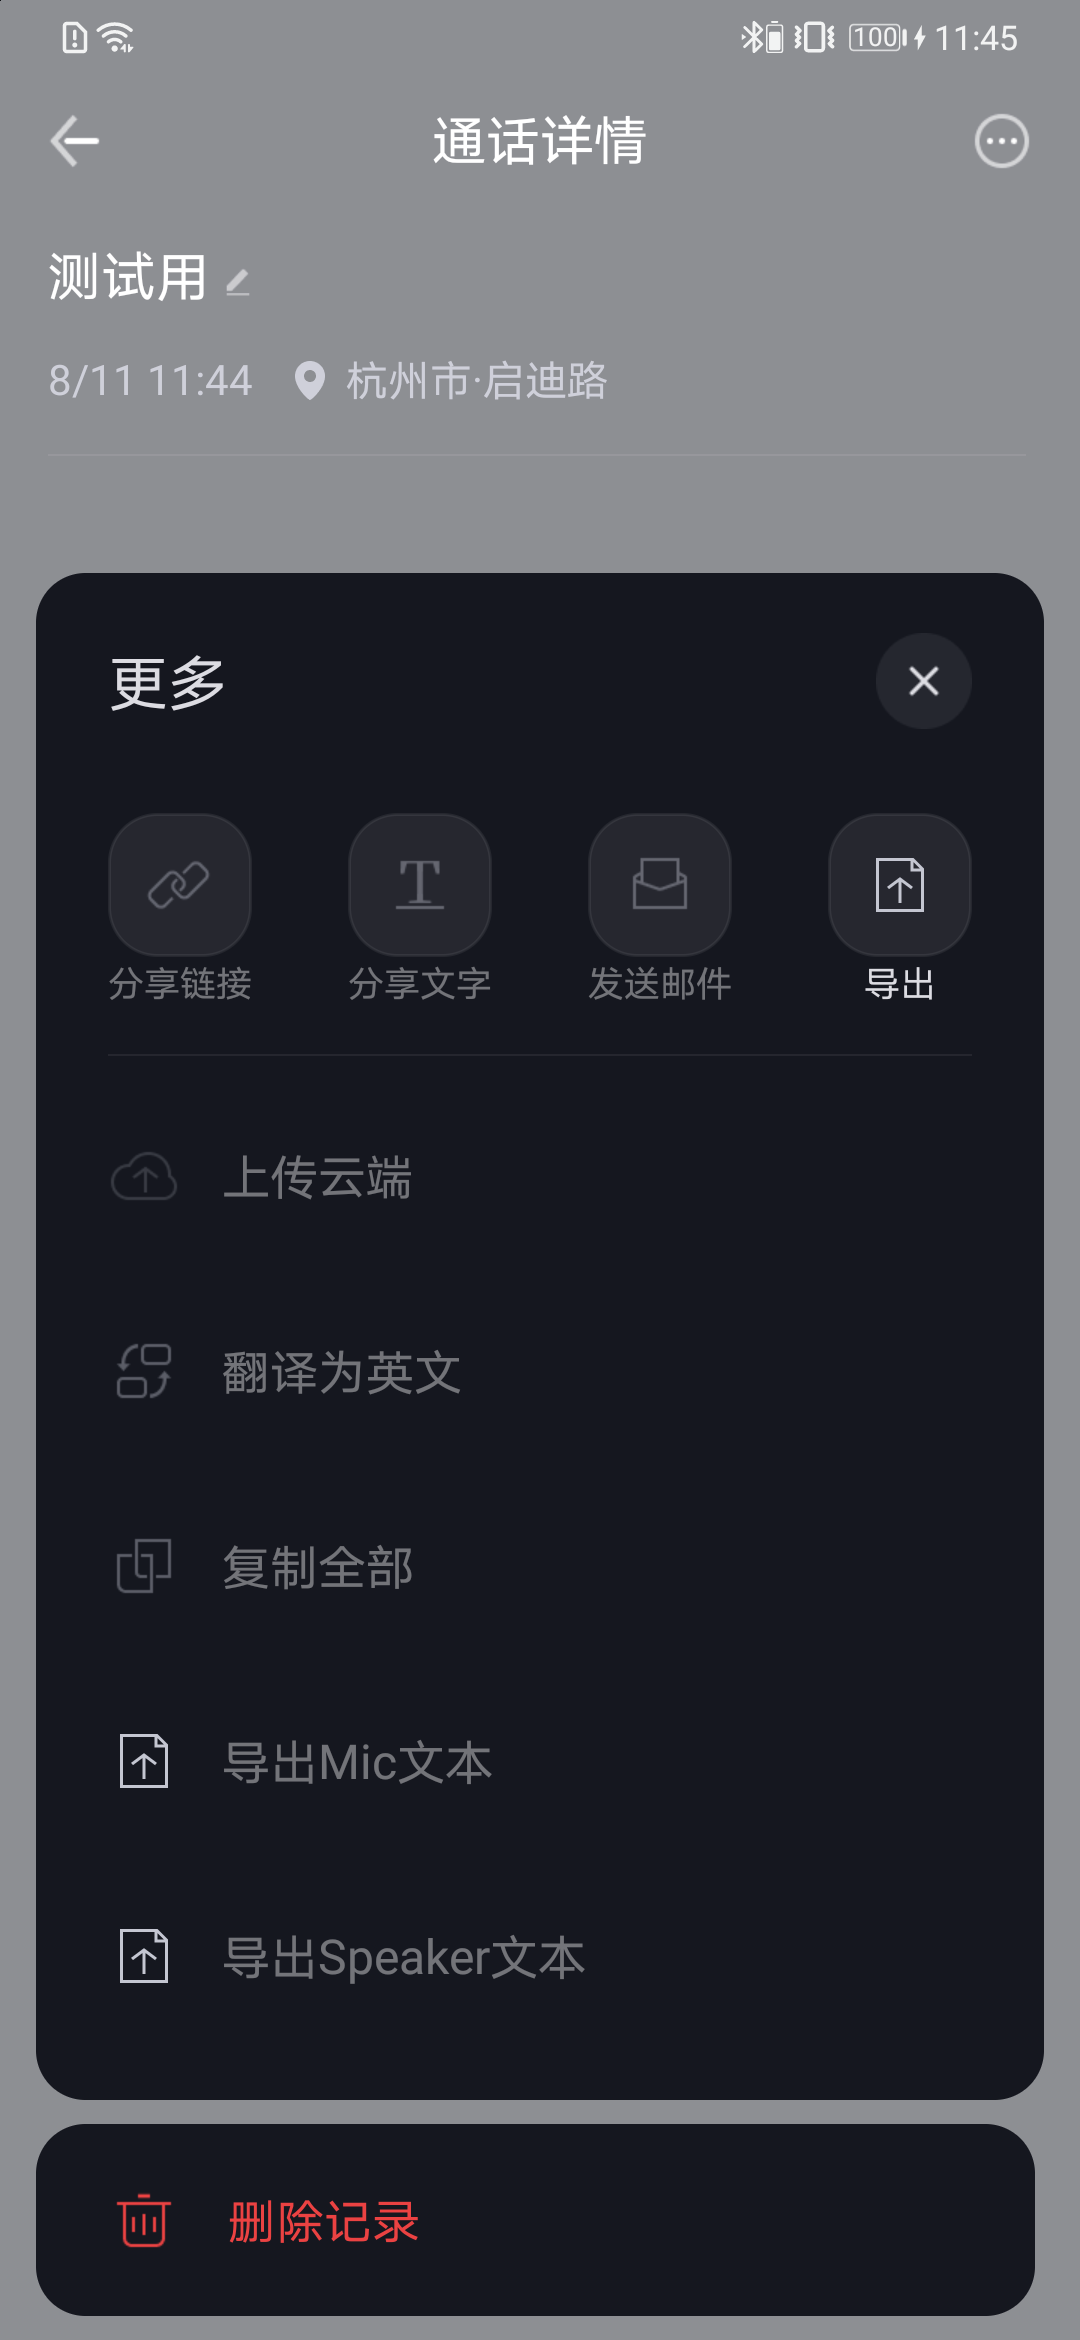 100 11:45
通话详情
测试用
8/11 11:44 杭州市·启迪路
更多
分享链接 分享文字 发送邮件 导出
上传云端
翻译为英文
复制全部
导出Mic文本
导出Speaker文本
删除记录